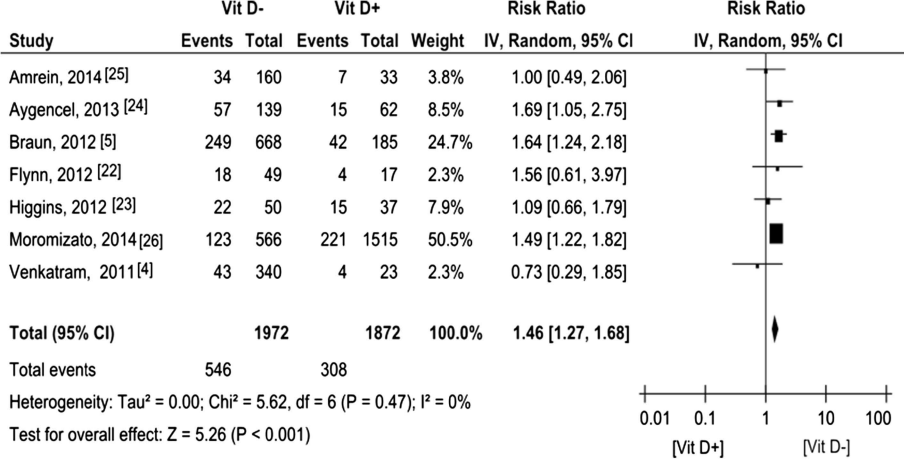 Vit D- Vit D+ Risk Ratio Risk Ratio
Study Events Total Events Total Weight IV, Random, 95% CI IV, Random, 95% CI
Amrein, 2014 [25] 34 160 7 33 3.8% 1.00 [0.49, 2.06]
Aygencel, 2013 [24] 57 139 15 62 8.5% 1.69 [1.05, 2.75]
Braun, 2012 [5] 249 668 42 185 24.7% 1.64 [1.24, 2.18]
Flynn, 2012 [22] 18 49 4 17 2.3% 1.56 [0.61, 3.97]
Higgins, 2012 [23] 22 50 15 37 7.9% 1.09 [0.66, 1.79]
Moromizato, 2014 [26] 123 566 221 1515 50.5% 1.49 [1.22, 1.82]
Venkatram, 2011 [4] 43 340 4 23 2.3% 0.73 [0.29, 1.85]
Total (95% CI) 1972 1872 100.0% 1.46 [1.27, 1.68]
Total events 546 308
Heterogeneity: Tau² = 0.00; Chi² = 5.62, df = 6 (P = 0.47); I² = 0%
Test for overall effect: Z = 5.26 (P < 0.001)
0.01 0.1 1 10 100
[Vit D+] [Vit D-]